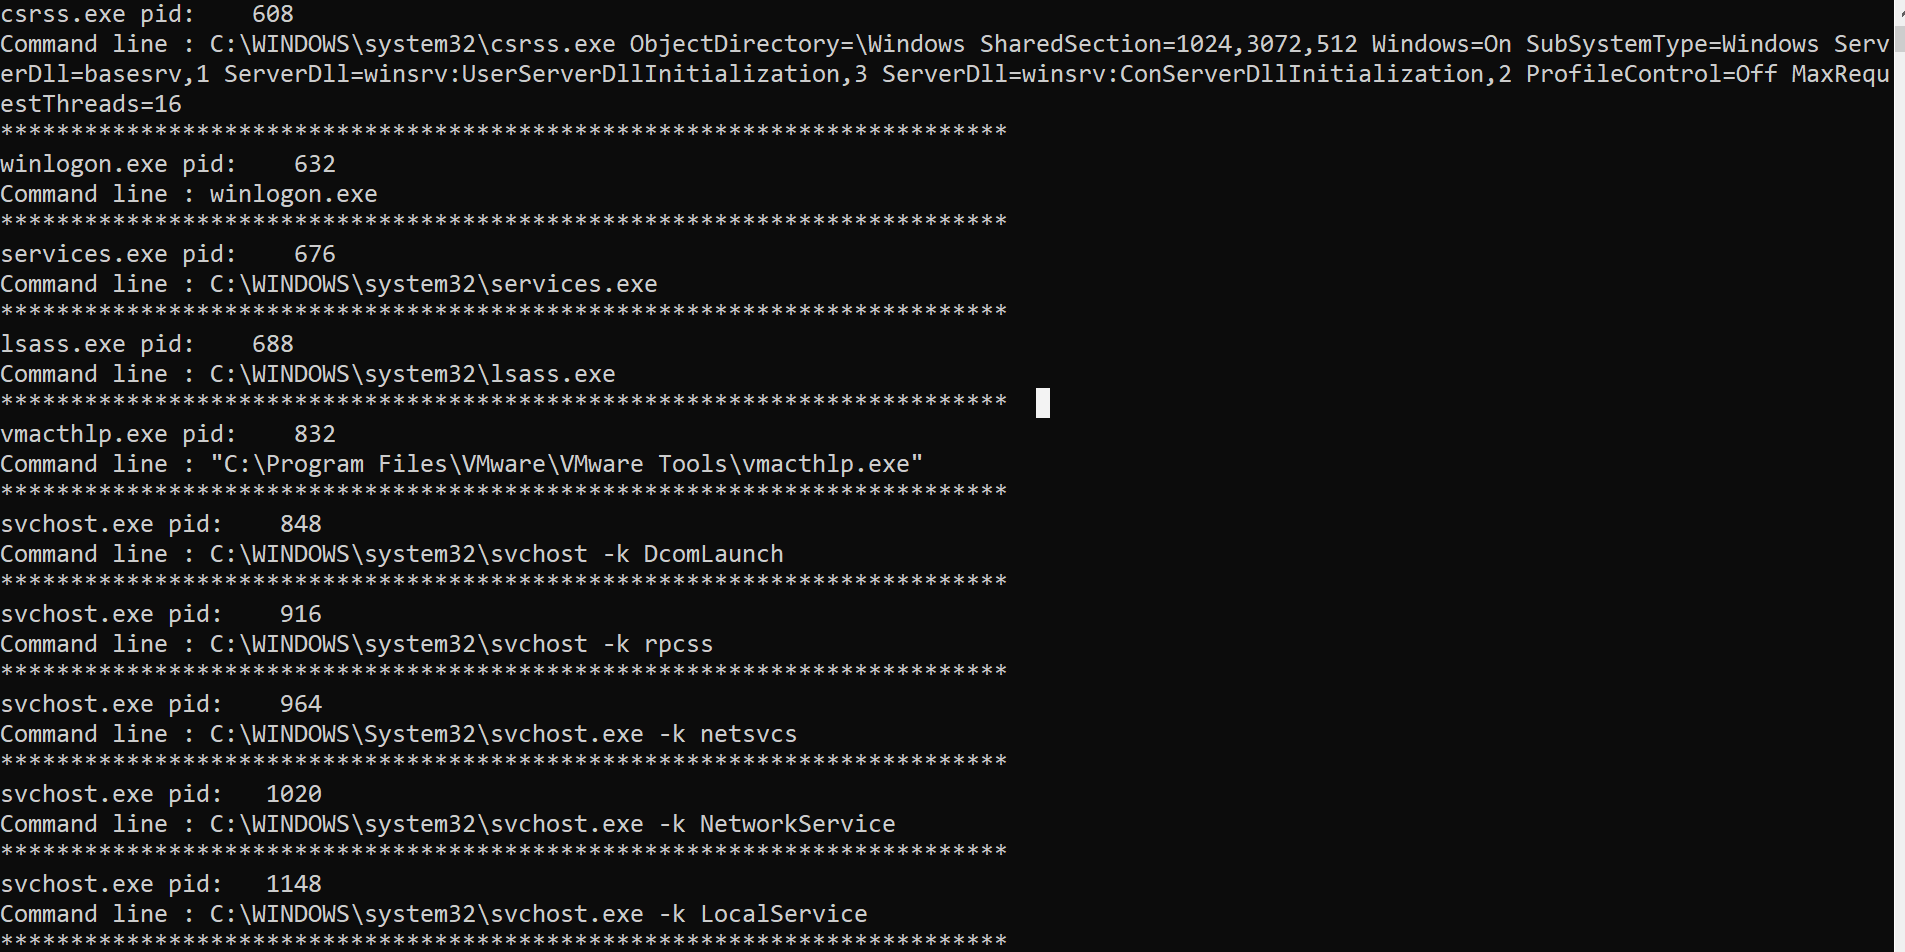 csrss.exe pid:    608
Command line : C:\WINDOWS\system32\csrss.exe ObjectDirectory=\Windows SharedSection=1024,3072,512 Windows=On SubSystemType=Windows Serv
erDll=basesrv,1 ServerDll=winsrv:UserServerDllInitialization,3 ServerDll=winsrv:ConServerDllInitialization,2 ProfileControl=Off MaxRequ
estThreads=16
************************************************************************
winlogon.exe pid:    632
Command line : winlogon.exe
************************************************************************
services.exe pid:    676
Command line : C:\WINDOWS\system32\services.exe
************************************************************************
lsass.exe pid:    688
Command line : C:\WINDOWS\system32\lsass.exe
************************************************************************
vmacthlp.exe pid:    832
Command line : "C:\Program Files\VMware\VMware Tools\vmacthlp.exe"
************************************************************************
svchost.exe pid:    848
Command line : C:\WINDOWS\system32\svchost -k DcomLaunch
************************************************************************
svchost.exe pid:    916
Command line : C:\WINDOWS\system32\svchost -k rpcss
************************************************************************
svchost.exe pid:    964
Command line : C:\WINDOWS\System32\svchost.exe -k netsvcs
************************************************************************
svchost.exe pid:   1020
Command line : C:\WINDOWS\system32\svchost.exe -k NetworkService
************************************************************************
svchost.exe pid:   1148
Command line : C:\WINDOWS\system32\svchost.exe -k LocalService
************************************************************************